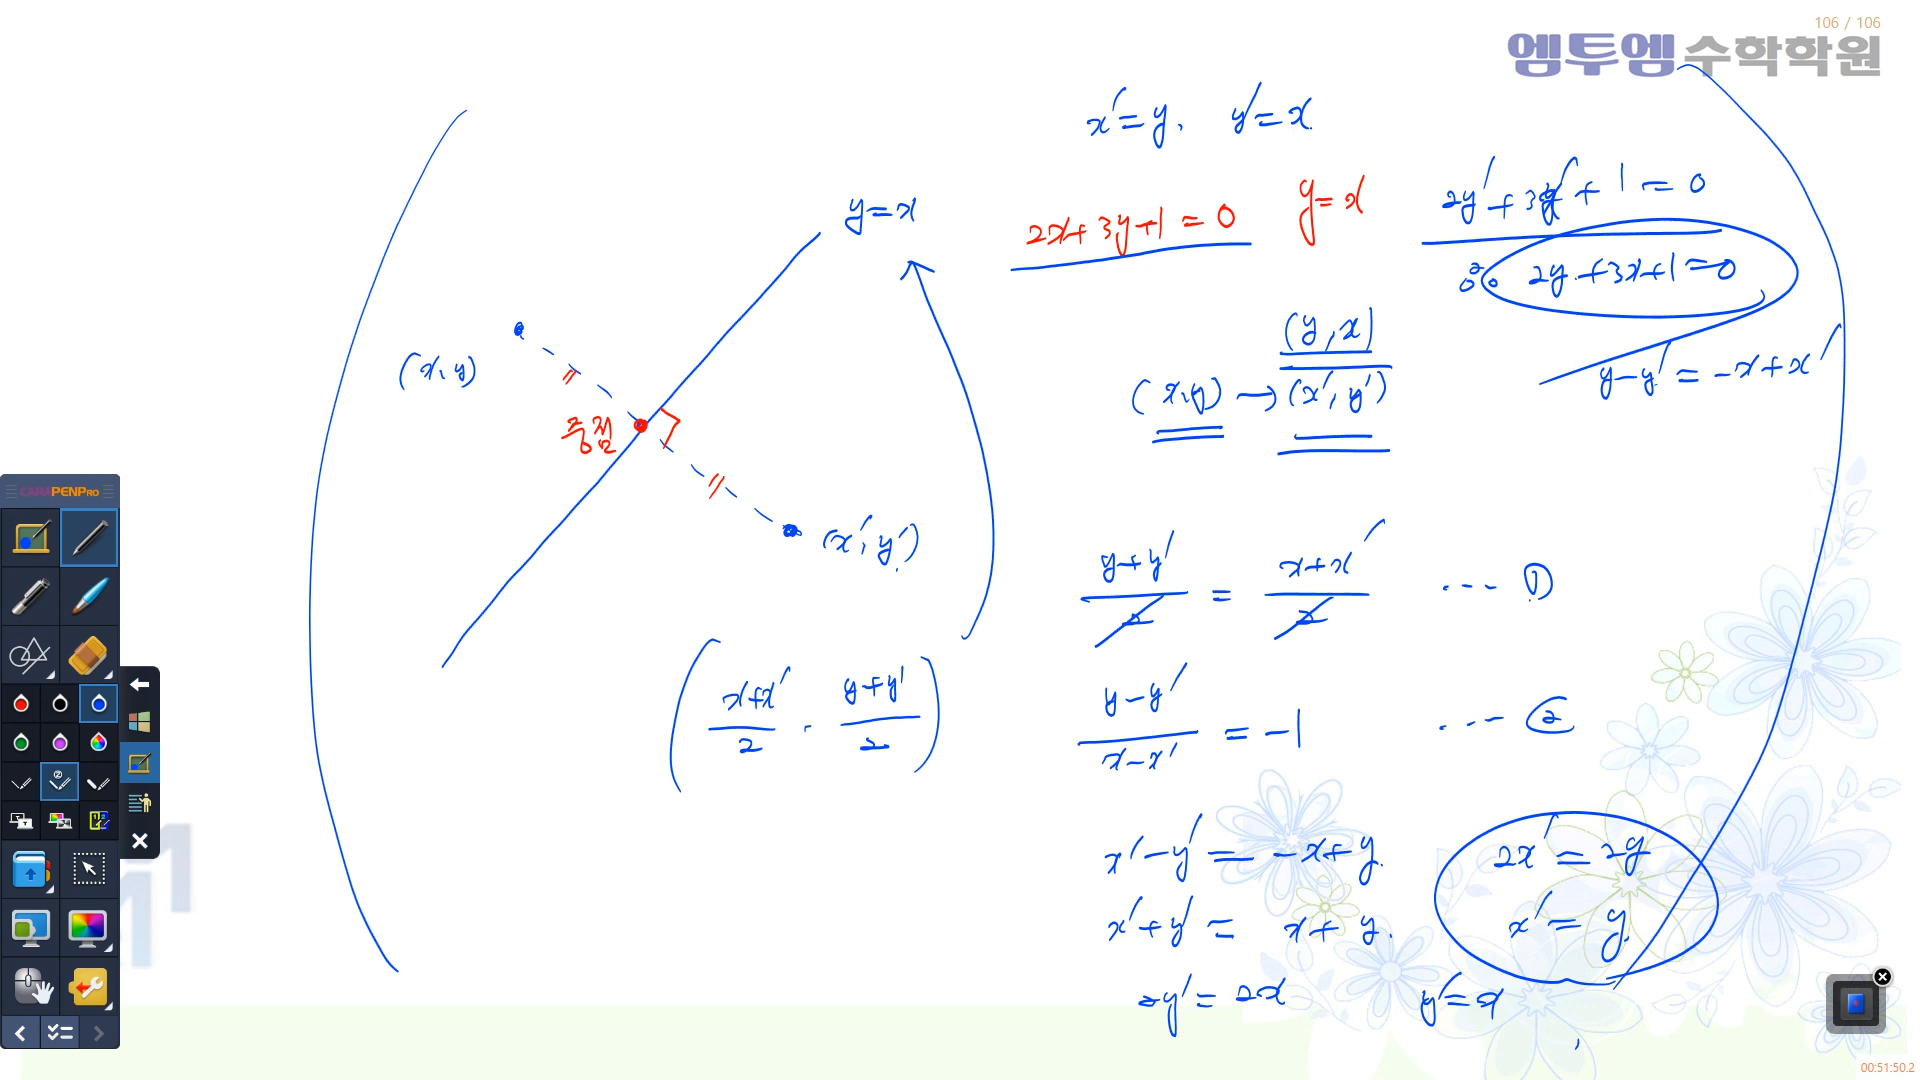 106 / 106
엠투엠수학학원
x'=y, y'=x
y=x
2x+3y+1=0
y=x
2y'+3x'+1=0
2y+3x+1=0
(x, y)
중점
(x', y')
(y, x)
(x, y) → (x', y')
y-y' = -x+x'
(x+x'/2, y+y'/2)
y+y'/2 = x+x'/2 ··· ①
y-y'/x-x' = -1 ··· ②
x'-y' = -x+y
x'+y' = x+y
2y' = 2x
y'=x
2x' = 2y
x' = y
CARAPENPRO
00:51:50.2